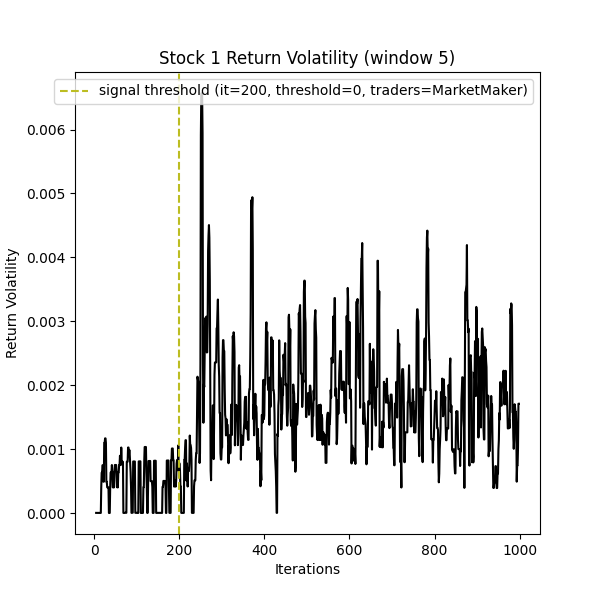 Stock 1 Return Volatility (window 5)
signal threshold (it=200, threshold=0, traders=MarketMaker)
Return Volatility
0.006
0.005
0.004
0.003
0.002
0.001
0.000
0 200 400 600 800 1000
Iterations